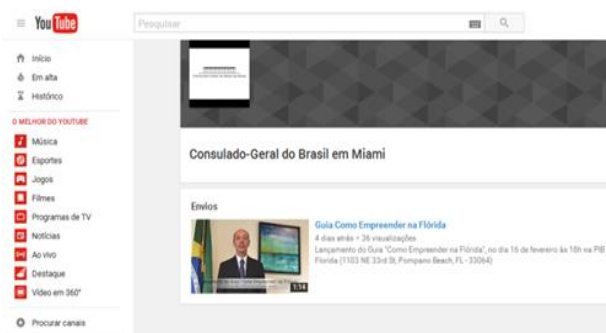 YouTube
Pesquisar
Início
Em alta
Histórico
O MELHOR DO YOUTUBE
Música
Esportes
Jogos
Filmes
Programas de TV
Notícias
Ao vivo
Destaque
Vídeo em 360°
Procurar canais
Consulado-Geral do Brasil em Miami
Envios
Guia Como Empreender na Flórida
4 dias atrás • 36 visualizações
Lançamento do Guia "Como Empreender na Flórida", no dia 16 de fevereiro às 18h na PIB
Florida (1103 NE 33rd St, Pompano Beach, FL - 33064)
1:14